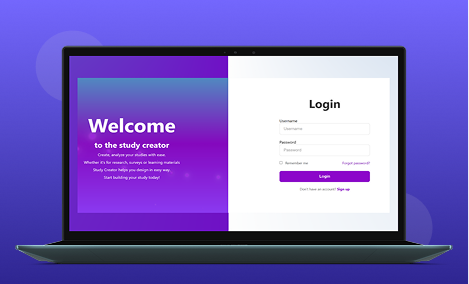 Welcome
to the study creator
Create, analyze your studies with ease.
Whether it's for research, surveys or learning materials
Study Creator helps you design in easy way.
Start building your study today!
Login
Username
Username
Password
Password
Remember me Forgot password?
Login
Don't have an account? Sign up